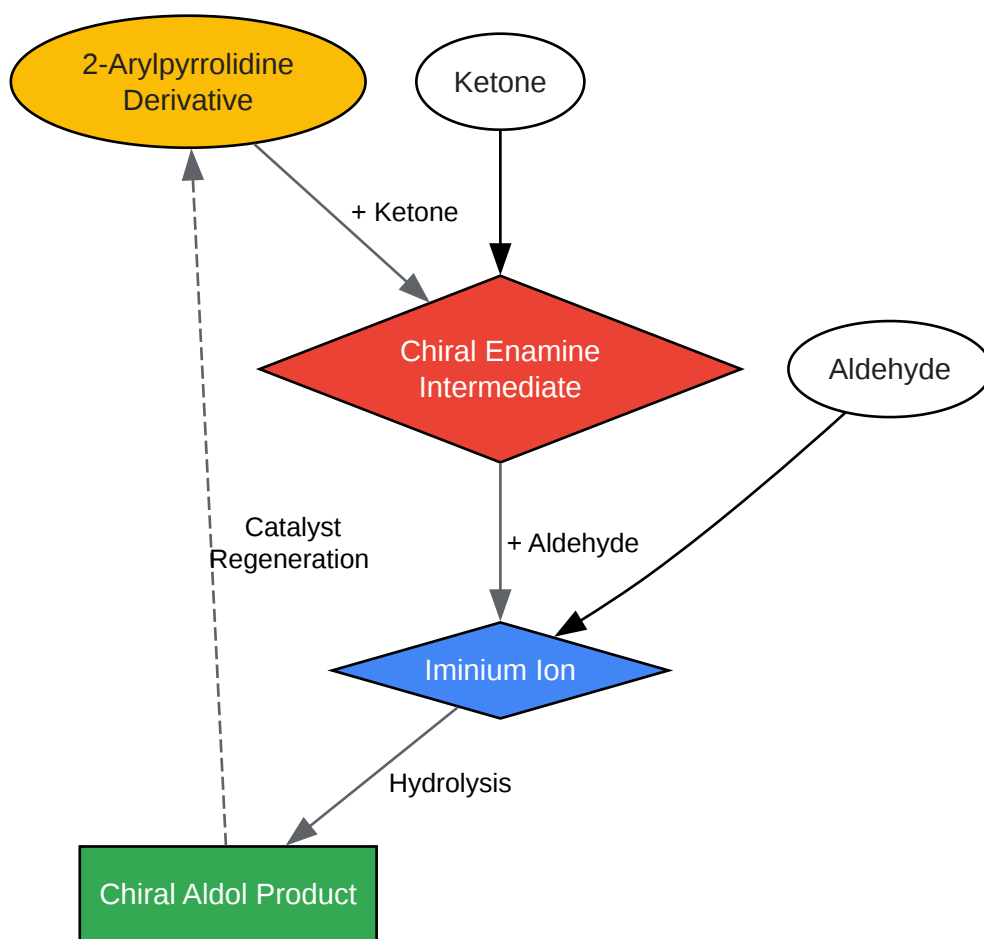 2-Arylpyrrolidine
Derivative
Ketone
+ Ketone
Chiral Enamine
Intermediate
Aldehyde
Catalyst
Regeneration
+ Aldehyde
Iminium Ion
Hydrolysis
Chiral Aldol Product